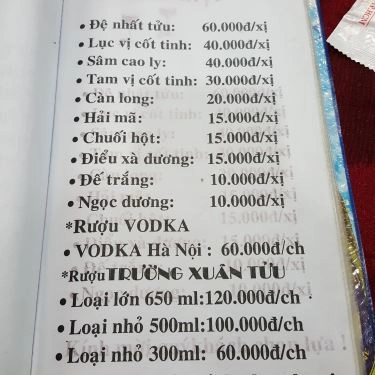 • Đệ nhất tửu: 60.000đ/xị
• Lục vị cốt tinh: 40.000đ/xị
• Sâm cao ly: 40.000đ/xị
• Tam vị cốt tinh: 30.000đ/xị
• Càn long: 20.000đ/xị
• Hải mã: 15.000đ/xị
• Chuối hột: 15.000đ/xị
• Điểu xà dương: 15.000đ/xị
• Dế trắng: 10.000đ/xị
• Ngọc dương: 10.000đ/xị
*Rượu VODKA
• VODKA Hà Nội : 60.000đ/ch
*Rượu TRƯỜNG XUÂN TỬU
• Loại lớn 650 ml:120.000đ/ch
• Loại nhỏ 500ml:100.000đ/ch
• Loại nhỏ 300ml: 60.000đ/ch